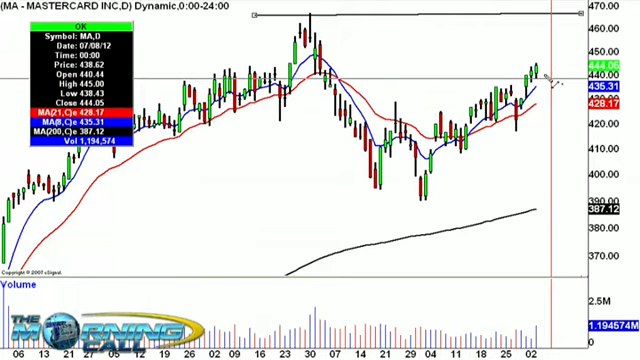 (MA - MASTERCARD INC,D) Dynamic,0:00-24:00
OK
Symbol: MA,D
Date: 07/08/12
Time: 00:00
Price: 438.62
Open 440.44
High 445.00
Low 438.43
Close 444.05
MA(21,C)e 428.17
MA(8,C)e 435.31
MA(200,C)e 387.12
Vol 1,194,574
470.00
460.00
450.00
444.06
440.00
435.31
428.17
420.00
410.00
400.00
390.00
387.12
380.00
370.00
Copyright © 2007 eSignal.
Volume
2.5M
1.194574M
0
THE MORNING CALL
06 13 21 27 05 12 19 26 02 09 16 23 30 07 14 21 29 04 11 18 25 02